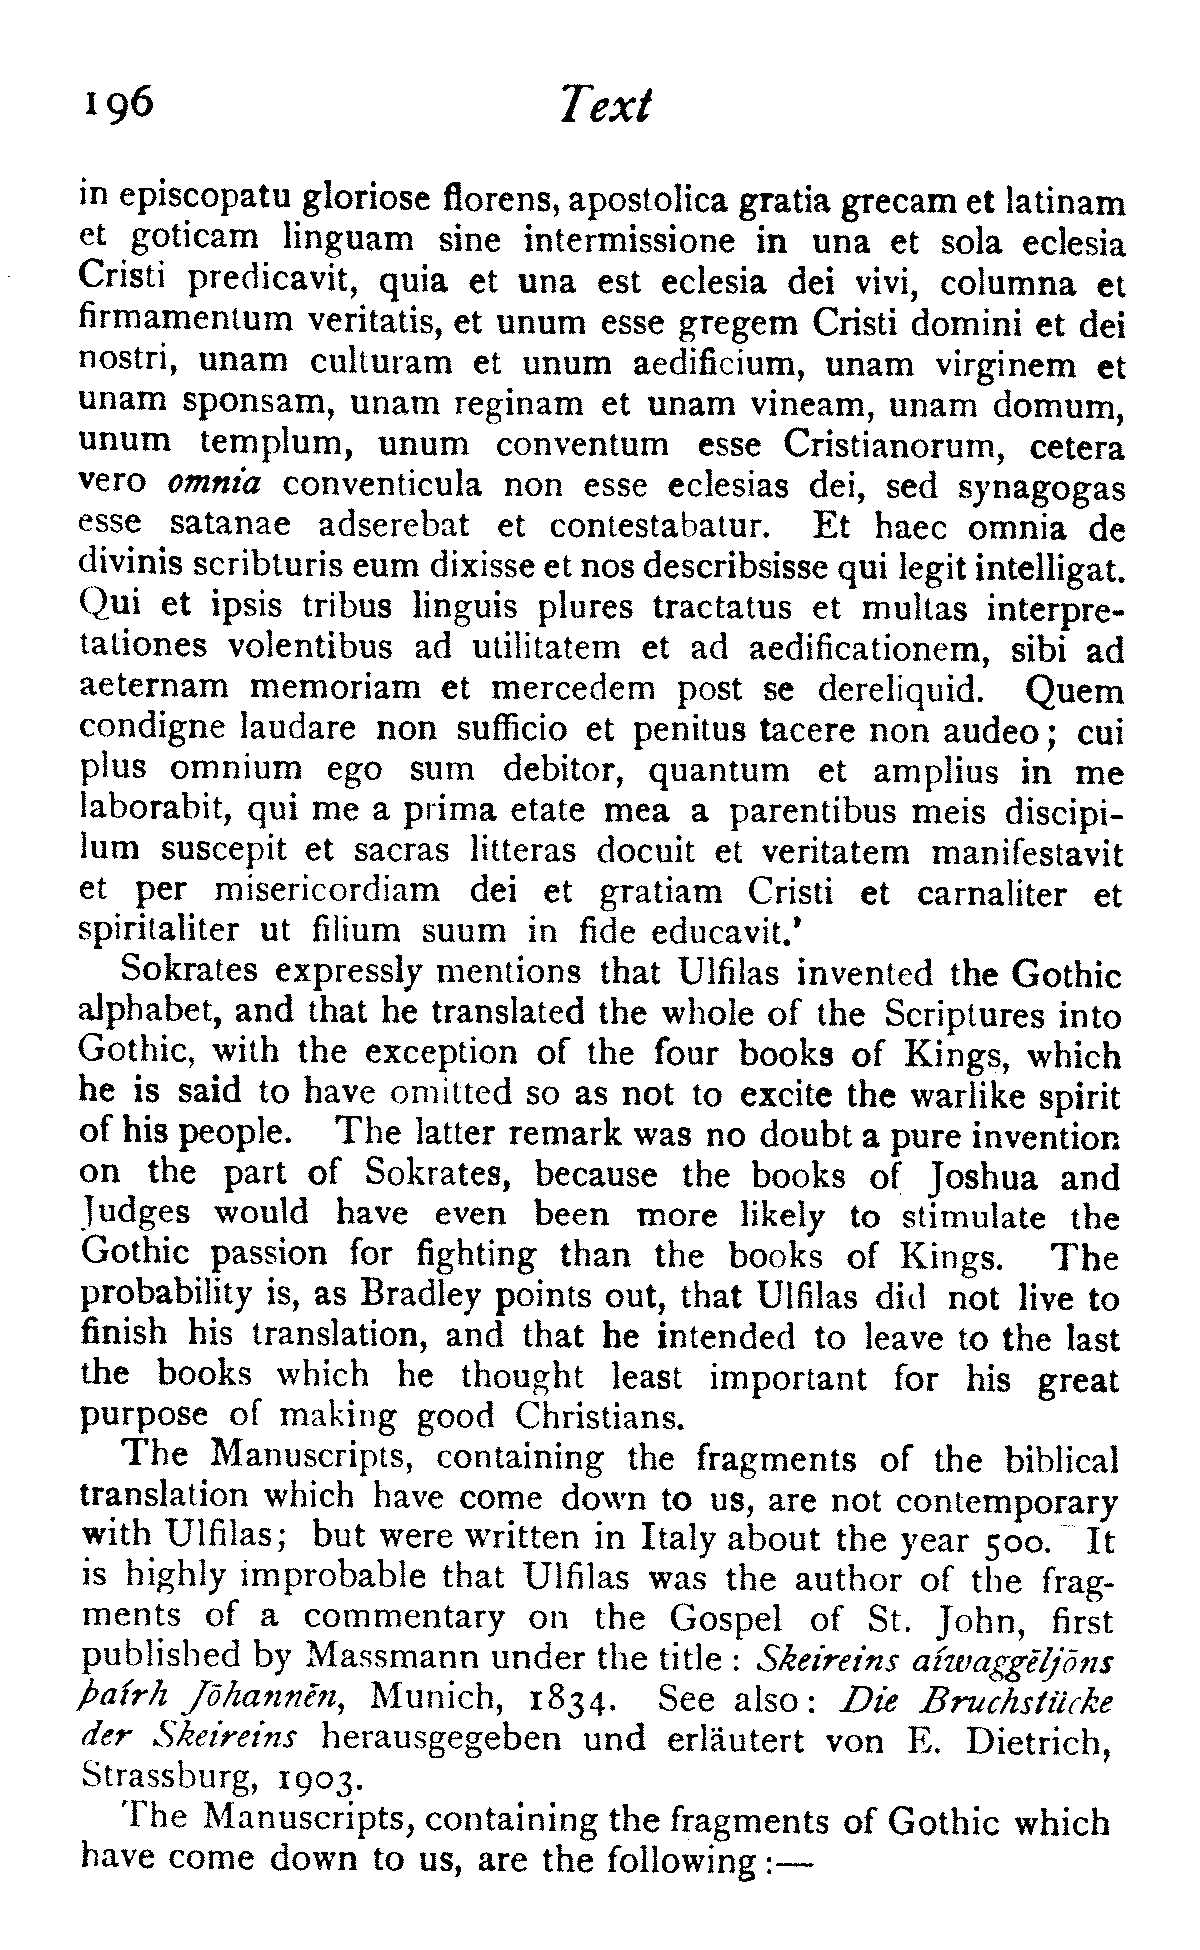 196 Text
in episcopatu gloriose florens, apostolica gratia grecam et latinam
et goticam linguam sine intermissione in una et sola eclesia
Cristi predicavit, quia et una est eclesia dei vivi, columna et
firmamentum veritatis, et unum esse gregem Cristi domini et dei
nostri, unam culturam et unum aedificium, unam virginem et
unam sponsam, unam reginam et unam vineam, unam domum,
unum templum, unum conventum esse Cristianorum, cetera
vero omnia conventicula non esse eclesias dei, sed synagogas
esse satanae adserebat et contestabatur. Et haec omnia de
divinis scribturis eum dixisse et nos describsisse qui legit intelligat.
Qui et ipsis tribus linguis plures tractatus et multas interpre-
tationes volentibus ad utilitatem et ad aedificationem, sibi ad
aeternam memoriam et mercedem post se dereliquid. Quem
condigne laudare non sufficio et penitus tacere non audeo; cui
plus omnium ego sum debitor, quantum et amplius in me
laborabit, qui me a prima etate mea a parentibus meis discipi-
lum suscepit et sacras litteras docuit et veritatem manifestavit
et per misericordiam dei et gratiam Cristi et carnaliter et
spiritaliter ut filium suum in fide educavit.'
Sokrates expressly mentions that Ulfilas invented the Gothic
alphabet, and that he translated the whole of the Scriptures into
Gothic, with the exception of the four books of Kings, which
he is said to have omitted so as not to excite the warlike spirit
of his people. The latter remark was no doubt a pure invention
on the part of Sokrates, because the books of Joshua and
Judges would have even been more likely to stimulate the
Gothic passion for fighting than the books of Kings. The
probability is, as Bradley points out, that Ulfilas did not live to
finish his translation, and that he intended to leave to the last
the books which he thought least important for his great
purpose of making good Christians.
The Manuscripts, containing the fragments of the biblical
translation which have come down to us, are not contemporary
with Ulfilas; but were written in Italy about the year 500. It
is highly improbable that Ulfilas was the author of the frag-
ments of a commentary on the Gospel of St. John, first
published by Massmann under the title : Skeireins aíwaggēljōns
þaírh Jōhannēn, Munich, 1834. See also : Die Bruchstücke
der Skeireins herausgegeben und erläutert von E. Dietrich,
Strassburg, 1903.
The Manuscripts, containing the fragments of Gothic which
have come down to us, are the following :—